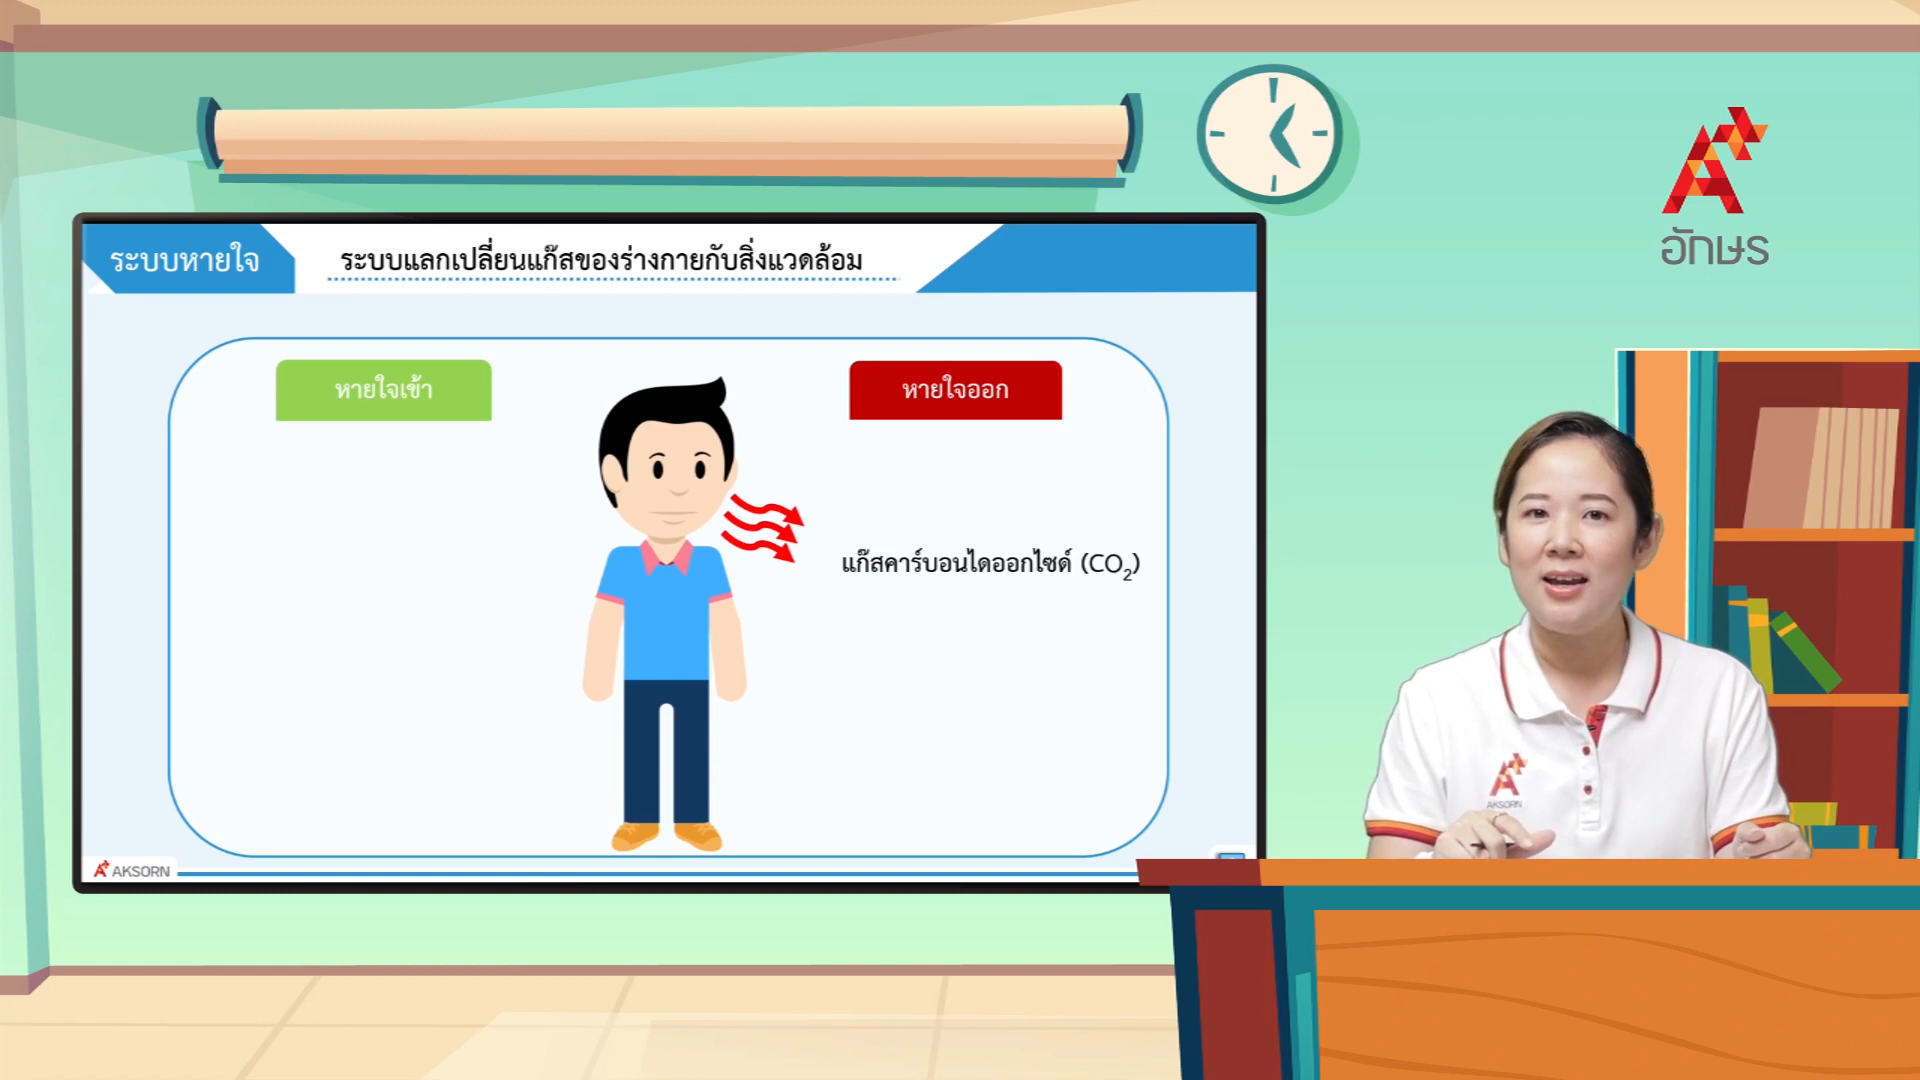 ระบบหายใจ
ระบบแลกเปลี่ยนแก๊สของร่างกายกับสิ่งแวดล้อม
หายใจเข้า
หายใจออก
แก๊สคาร์บอนไดออกไซด์ (CO₂)
AKSORN
อักษร
AKSORN